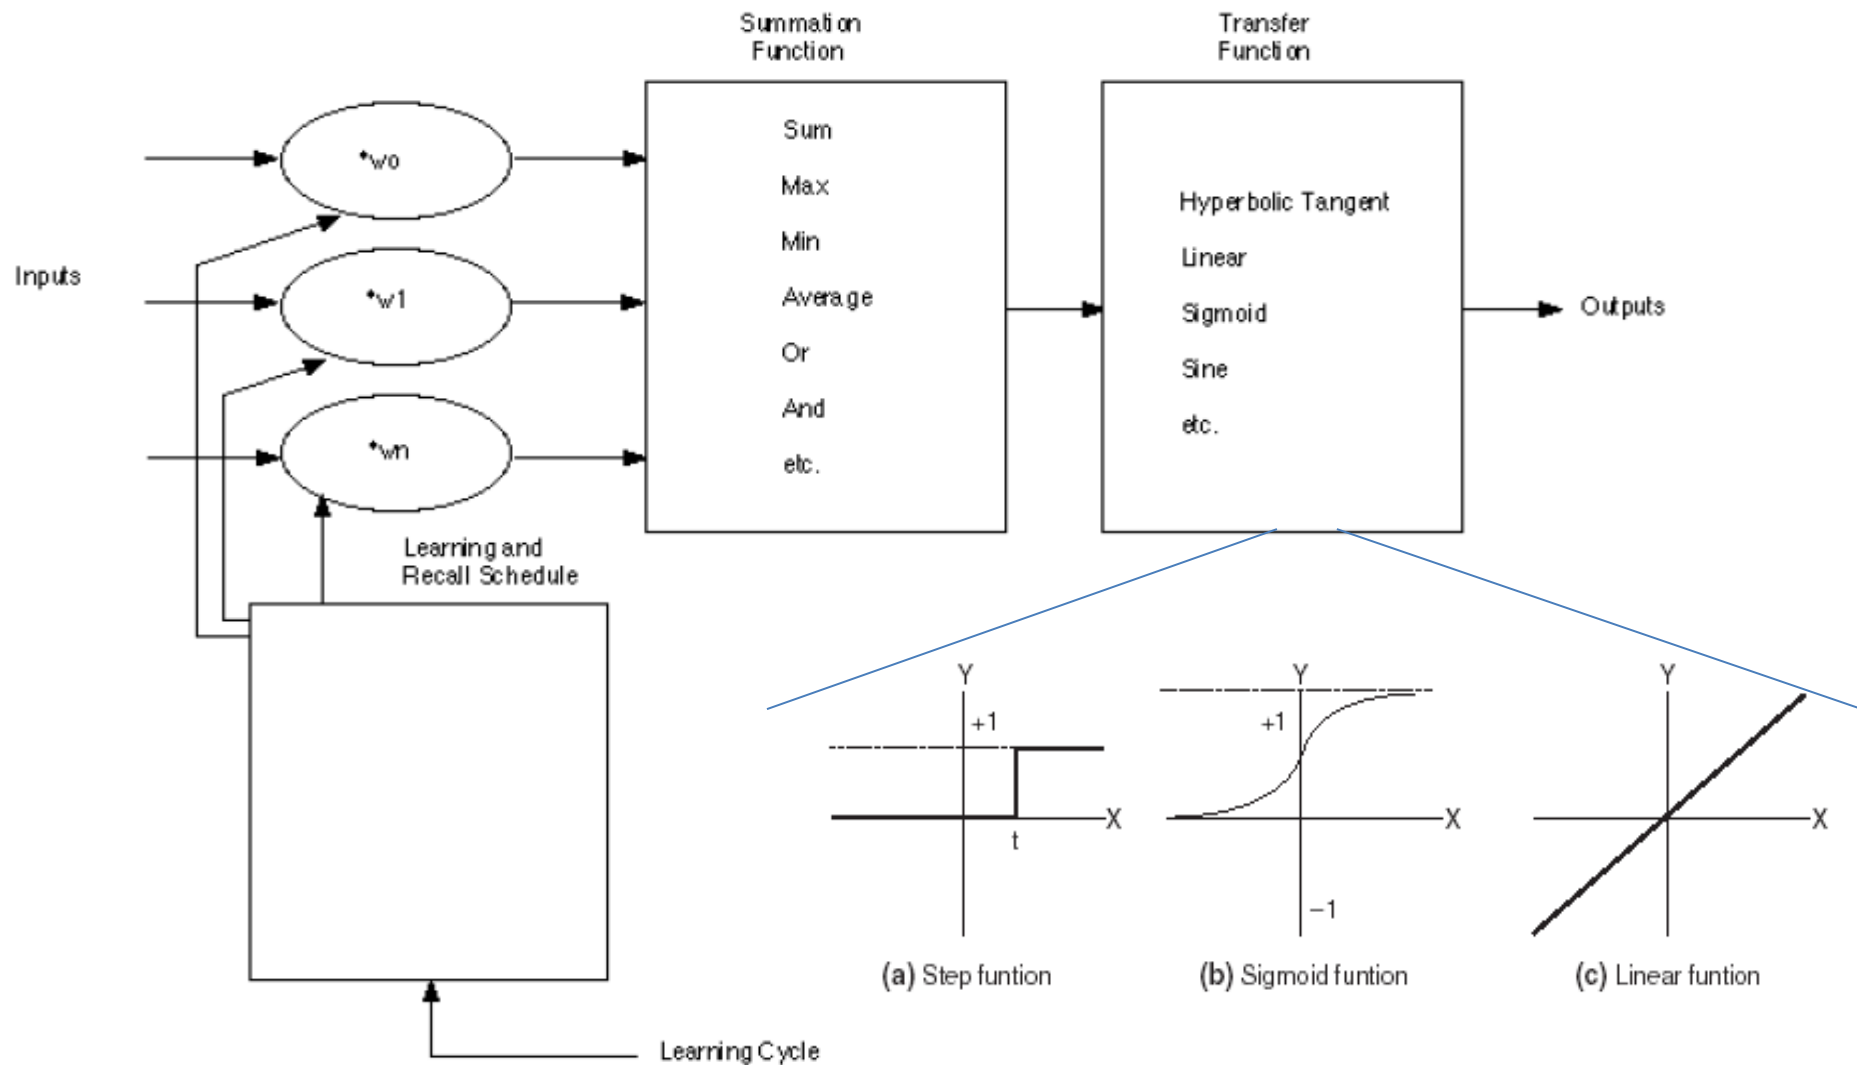 Summation
Function
Transfer
Function
Inputs
*wo
*w1
*wn
Sum
Max
Min
Average
Or
And
etc.
Hyperbolic Tangent
Linear
Sigmoid
Sine
etc.
Outputs
Learning and
Recall Schedule
Learning Cycle
Y
+1
X
t
(a) Step funtion
Y
+1
X
−1
(b) Sigmoid funtion
Y
X
(c) Linear funtion